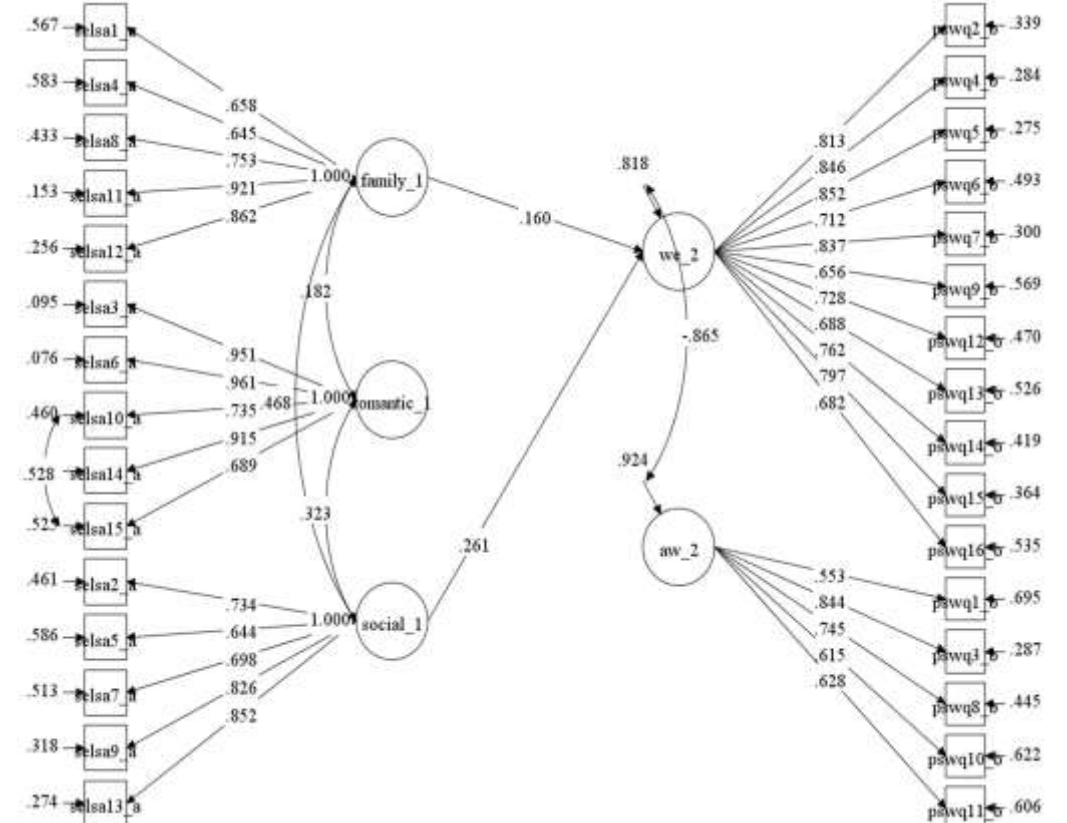 .567 selsa1_a
.583 selsa4_a
.433 selsa8_a
.153 selsa11_a
.256 selsa12_a
.095 selsa3_a
.076 selsa6_a
.460 selsa10_a
selsa14_a
.528
.525 selsa15_a
.461 selsa2_a
.586 selsa5_a
.513 selsa7_a
.318 selsa9_a
.274 selsa13_a
.658
.645
.753
.921
.862
1.000 family_1
.182
.951
.961
.735
.915
.689
.468
1.000 omantic_1
.323
.734
.644
.698
.826
.852
1.000 social_1
.160
.261
.818
we_2
-.865
.924
aw_2
.813
.846
.852
.712
.837
.656
.728
.688
.762
.797
.682
.553
.844
.745
.615
.628
pswq2_b .339
pswq4_b .284
pswq5_b .275
pswq6_b .493
pswq7_b .300
pswq9_b .569
pswq12_b .470
pswq13_b .526
pswq14_b .419
pswq15_b .364
pswq16_b .535
pswq1_b .695
pswq3_b .287
pswq8_b .445
pswq10_b .622
pswq11_b .606